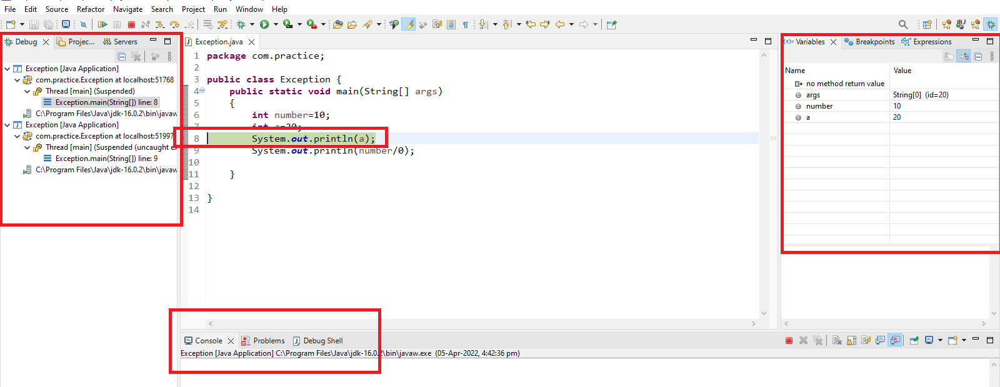 File Edit Source Refactor Navigate Search Project Run Window Help
Debug Projec... Servers
Exception [Java Application]
com.practice.Exception at localhost:51768
Thread [main] (Suspended)
Exception.main(String[]) line: 8
C:\Program Files\Java\jdk-16.0.2\bin\javaw
Exception [Java Application]
com.practice.Exception at localhost:51997
Thread [main] (Suspended (uncaught e
Exception.main(String[]) line: 9
C:\Program Files\Java\jdk-16.0.2\bin\javaw
Exception.java
1 package com.practice;
2
3 public class Exception {
4 public static void main(String[] args)
5 {
6 int number=10;
7 int a=20;
8 System.out.println(a);
9 System.out.println(number/0);
10
11 }
12
13 }
14
(x)= Variables Breakpoints Expressions
Name Value
no method return value
args String[0] (id=20)
number 10
a 20
Console Problems Debug Shell
Exception [Java Application] C:\Program Files\Java\jdk-16.0.2\bin\javaw.exe (05-Apr-2022, 4:42:36 pm)